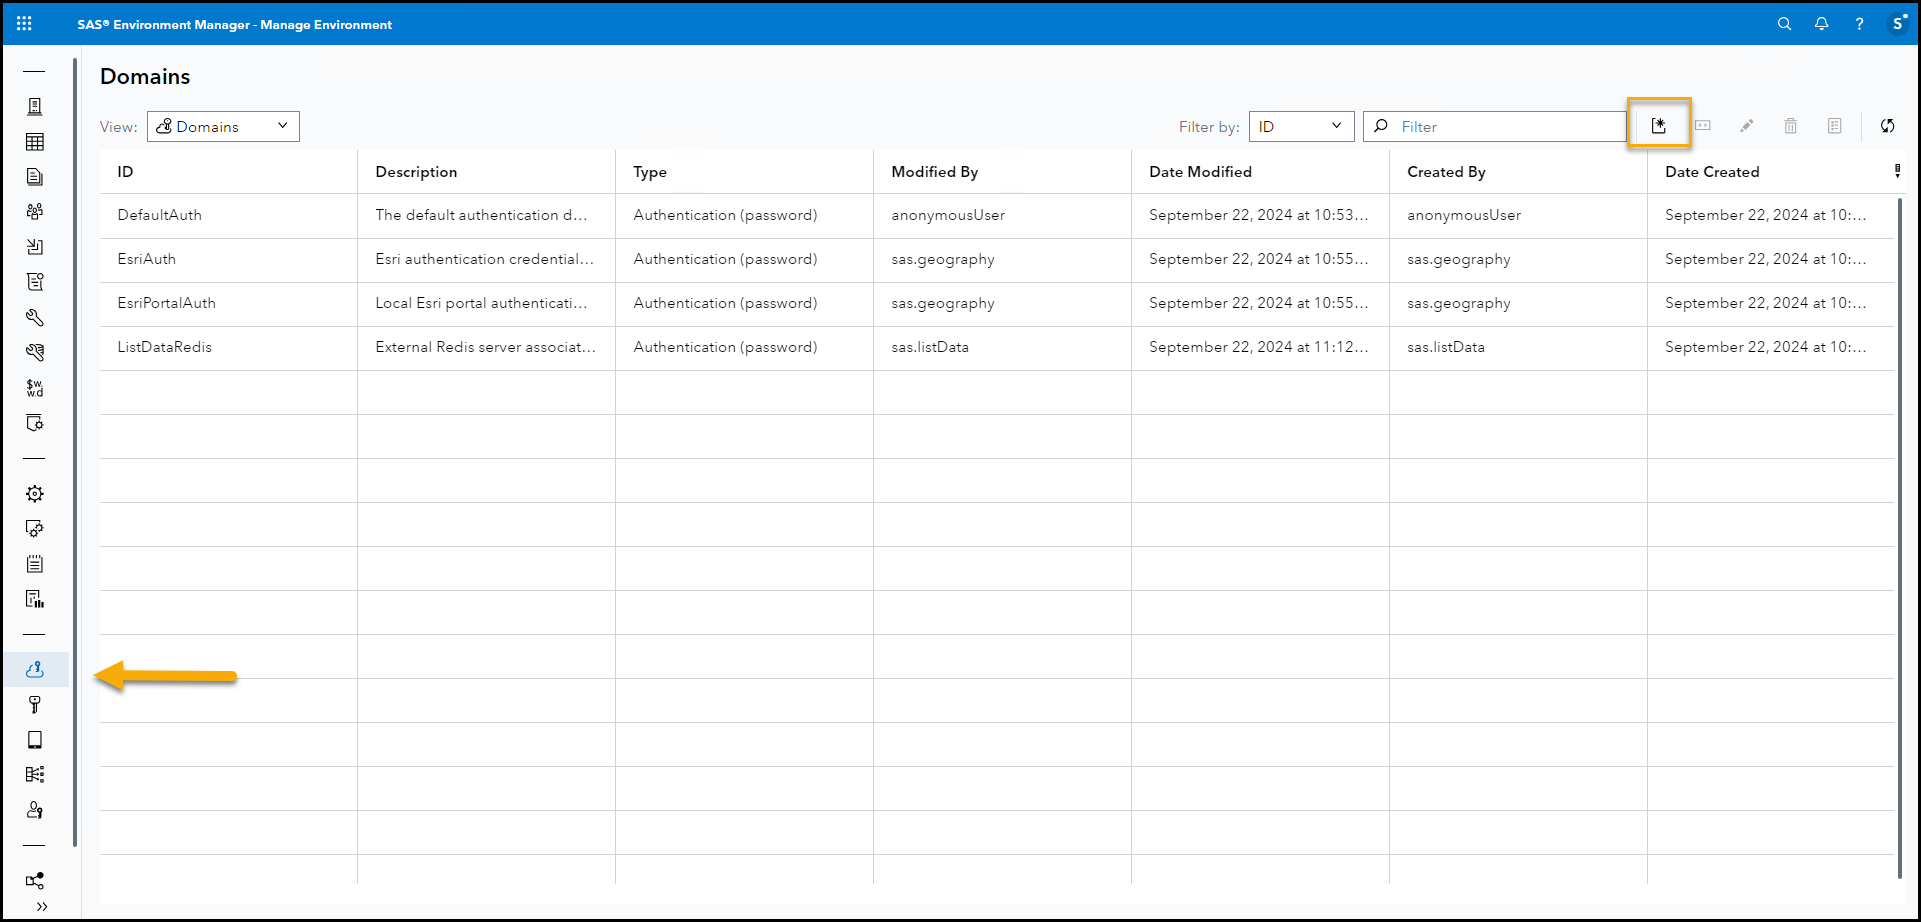 SAS® Environment Manager - Manage Environment
?
S
Domains
View: Domains
Filter by: ID Filter
ID Description Type Modified By Date Modified Created By Date Created
DefaultAuth The default authentication d... Authentication (password) anonymousUser September 22, 2024 at 10:53... anonymousUser September 22, 2024 at 10:...
EsriAuth Esri authentication credential... Authentication (password) sas.geography September 22, 2024 at 10:55... sas.geography September 22, 2024 at 10:...
EsriPortalAuth Local Esri portal authenticati... Authentication (password) sas.geography September 22, 2024 at 10:55... sas.geography September 22, 2024 at 10:...
ListDataRedis External Redis server associat... Authentication (password) sas.listData September 22, 2024 at 11:12... sas.listData September 22, 2024 at 10:...
$w.
w.d